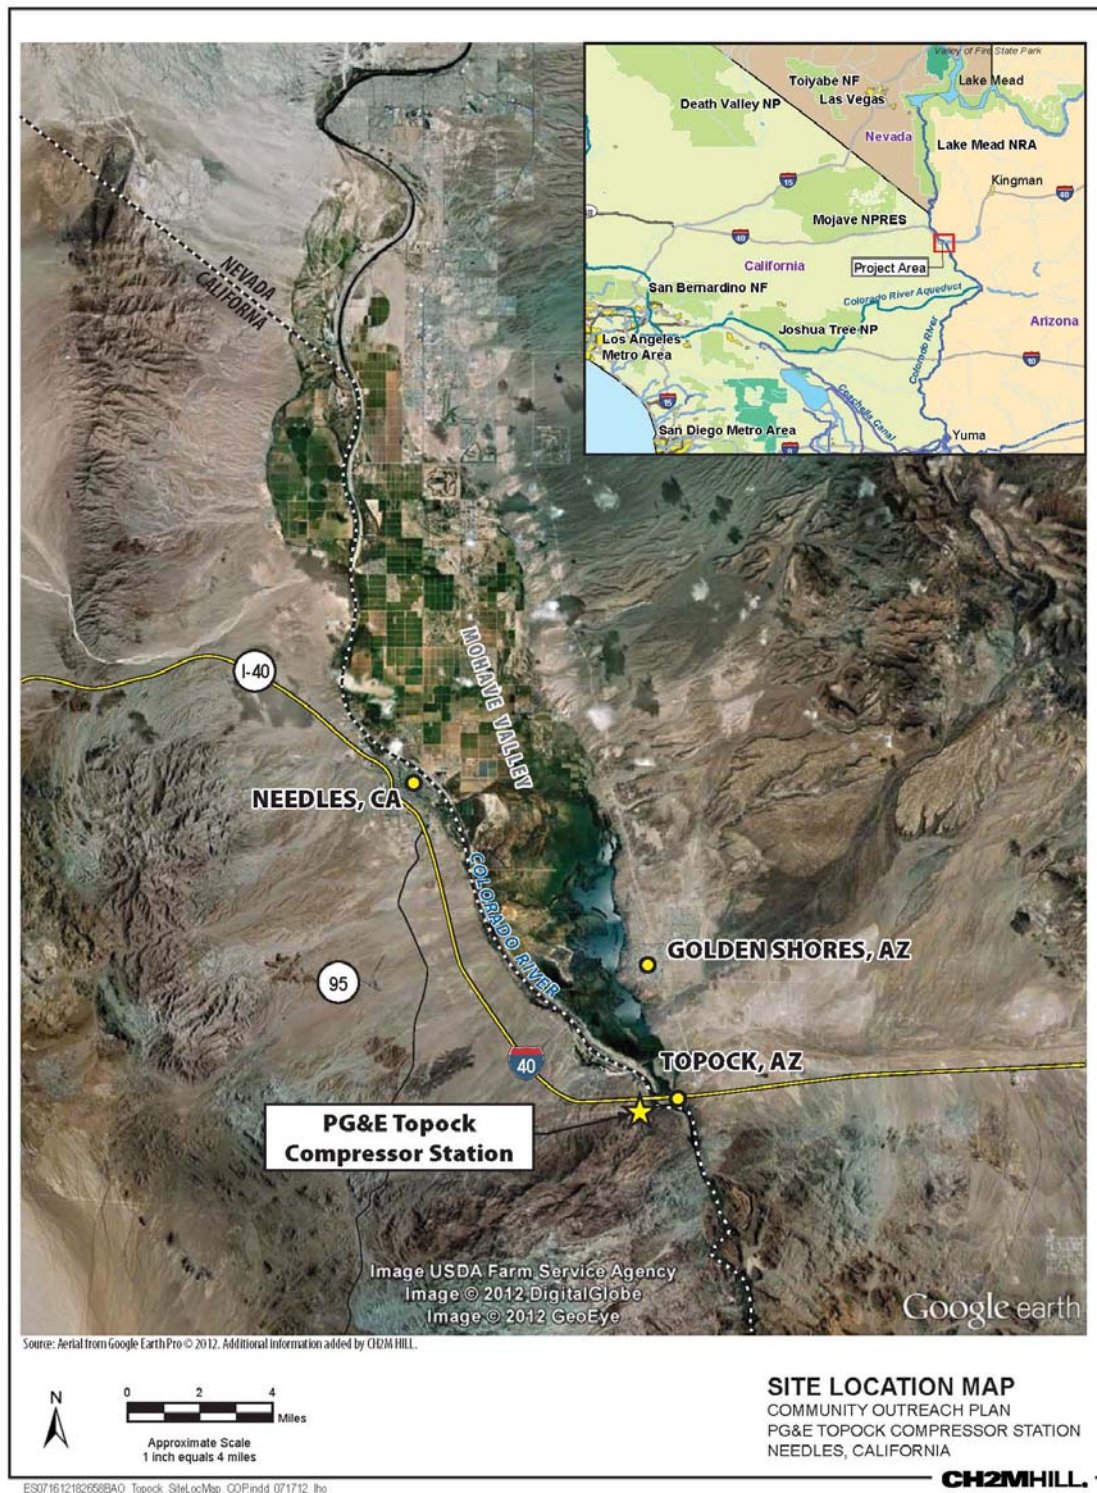 Valley of Fire State Park
Toiyabe NF
Lake Mead
Death Valley NP
Las Vegas
Nevada
Lake Mead NRA
15
Kingman
40
Mojave NPRES
40
California
Project Area
San Bernardino NF
Colorado River Aqueduct
Joshua Tree NP
Colorado River
Arizona
Los Angeles
Metro Area
10
15
Coachella Canal
San Diego Metro Area
8
Yuma
NEVADA
CALIFORNA
MOHAVE VALLEY
I-40
NEEDLES, CA
COLORADO RIVER
GOLDEN SHORES, AZ
95
TOPOCK, AZ
40
PG&E Topock
Compressor Station
Image USDA Farm Service Agency
Image © 2012 DigitalGlobe
Image © 2012 GeoEye
Google earth
Source: Aerial from Google Earth Pro © 2012. Additional information added by CH2M HILL.
N
0 2 4
Miles
Approximate Scale
1 inch equals 4 miles
SITE LOCATION MAP
COMMUNITY OUTREACH PLAN
PG&E TOPOCK COMPRESSOR STATION
NEEDLES, CALIFORNIA
CH2MHILL.
ES071612182658BAO_Topock_SiteLocMap_COP.indd_071712_lho